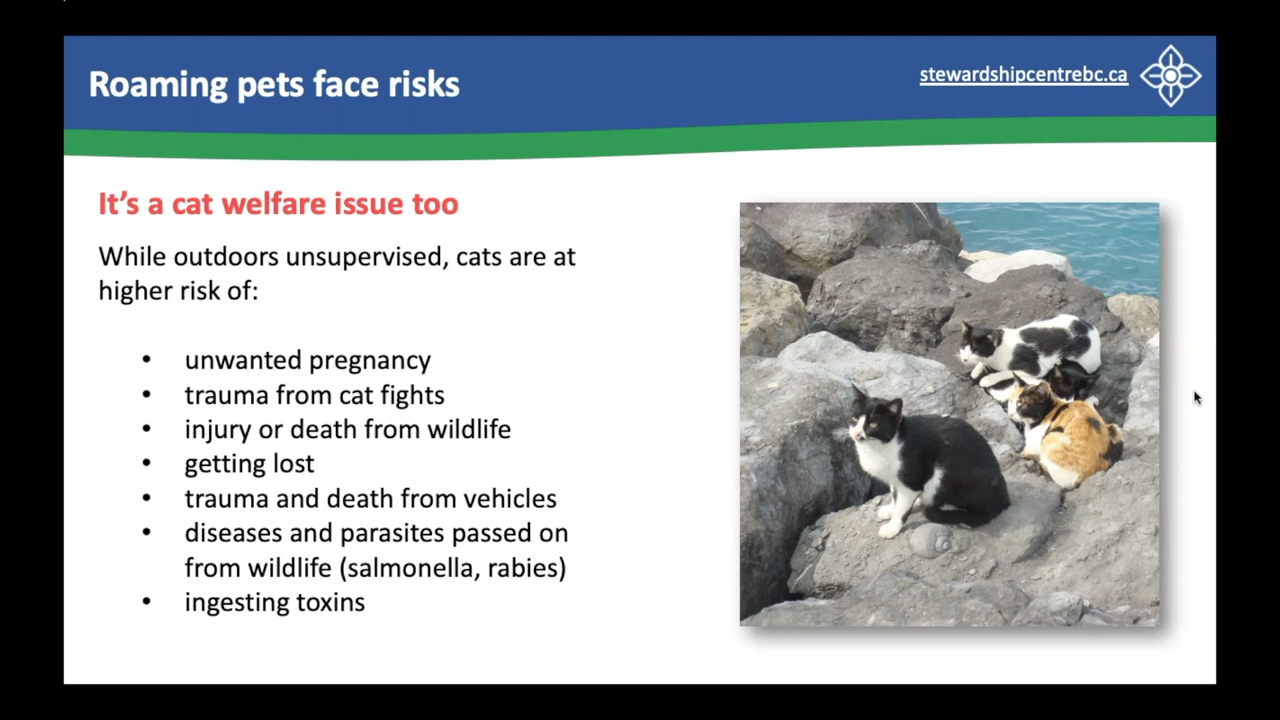 Roaming pets face risks
stewardshipcentrebc.ca
It's a cat welfare issue too
While outdoors unsupervised, cats are at
higher risk of:
• unwanted pregnancy
• trauma from cat fights
• injury or death from wildlife
• getting lost
• trauma and death from vehicles
• diseases and parasites passed on
from wildlife (salmonella, rabies)
• ingesting toxins